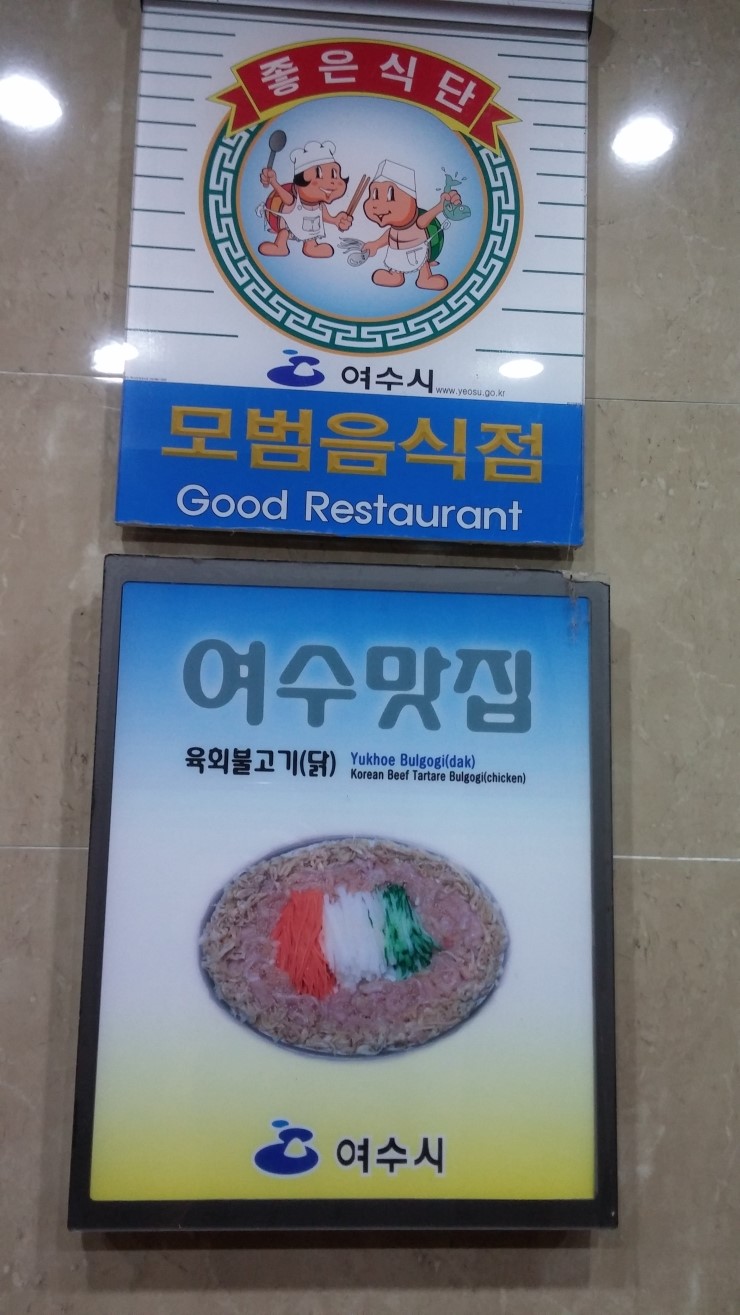 좋은식단
여수시 www.yeosu.go.kr
모범음식점
Good Restaurant
여수맛집
육회불고기(닭) Yukhoe Bulgogi(dak)
Korean Beef Tartare Bulgogi(chicken)
여수시